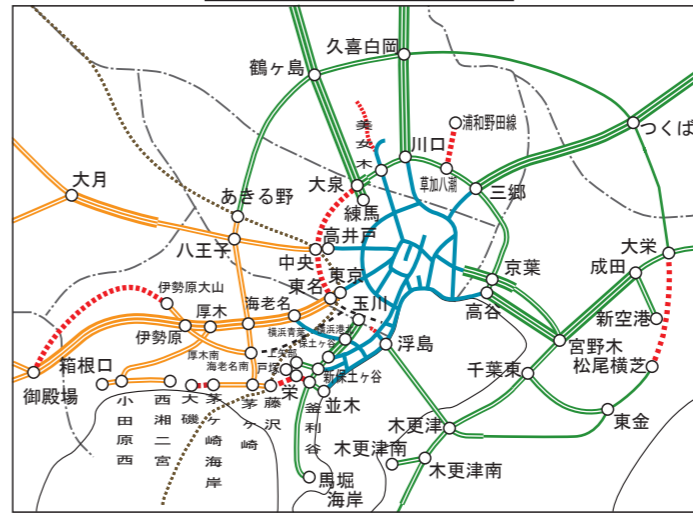 久喜白岡
鶴ヶ島
美女木
浦和野田線
つくば
川口
草加八潮
大泉
三郷
練馬
大月
あきる野
八王子
高井戸
中央
大栄
成田
京葉
高谷
新空港
東京
東名
玉川
伊勢原大山
厚木
海老名
伊勢原
横浜青葉
横浜港北
保土ヶ谷
浮島
宮野木
松尾横芝
厚木南
海老名南
上矢部
戸塚
新保土ヶ谷
千葉東
箱根口
御殿場
栄
藤沢
並木
小田原西
西湘二宮
大磯
茅ヶ崎海岸
茅ヶ崎
釜利谷
東金
木更津
木更津南
木更津南
馬堀
海岸